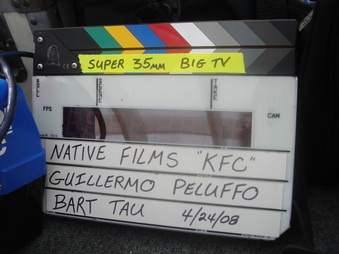 SUPER 35MM BIG TV
FPS
CAM
NATIVE FILMS "KFC"
GUILLERMO PELUFFO
BART TAU 4/24/08